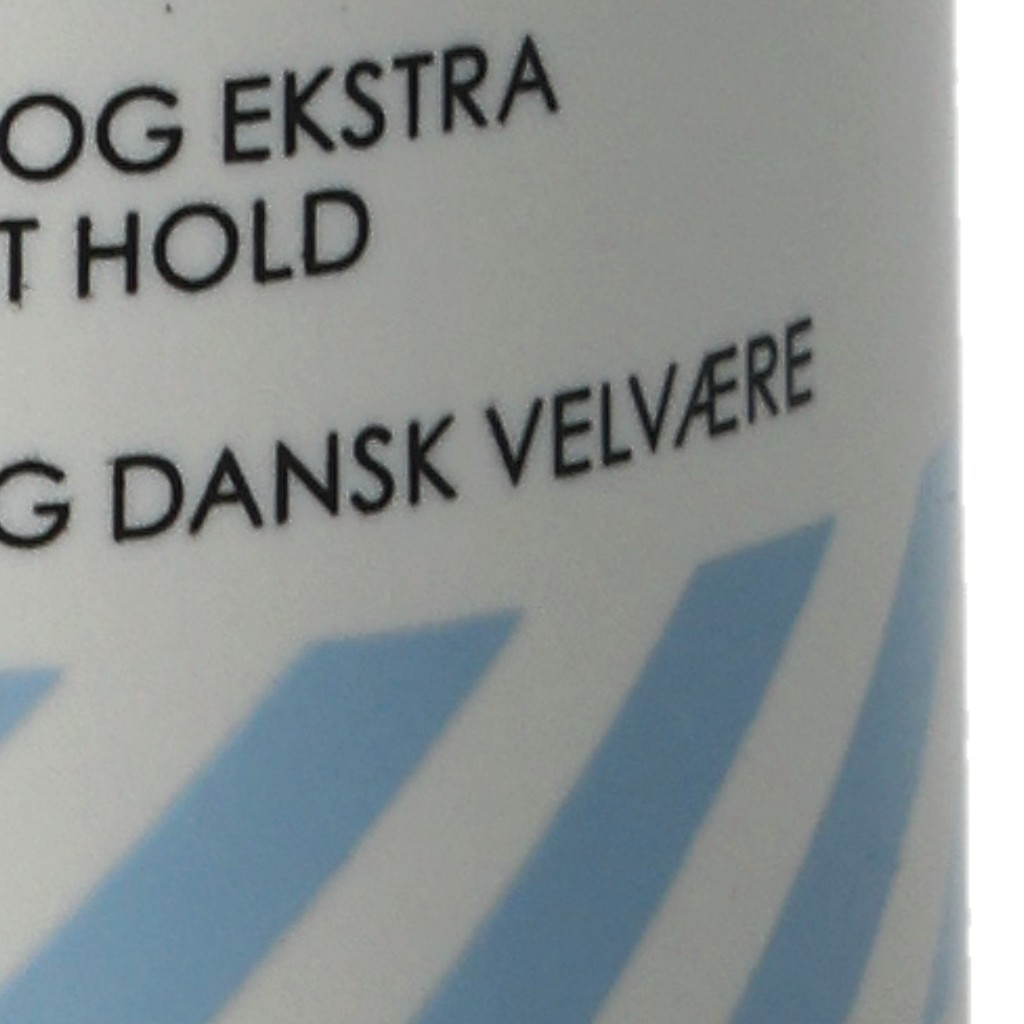 OG EKSTRA
T HOLD
G DANSK VELVÆRE